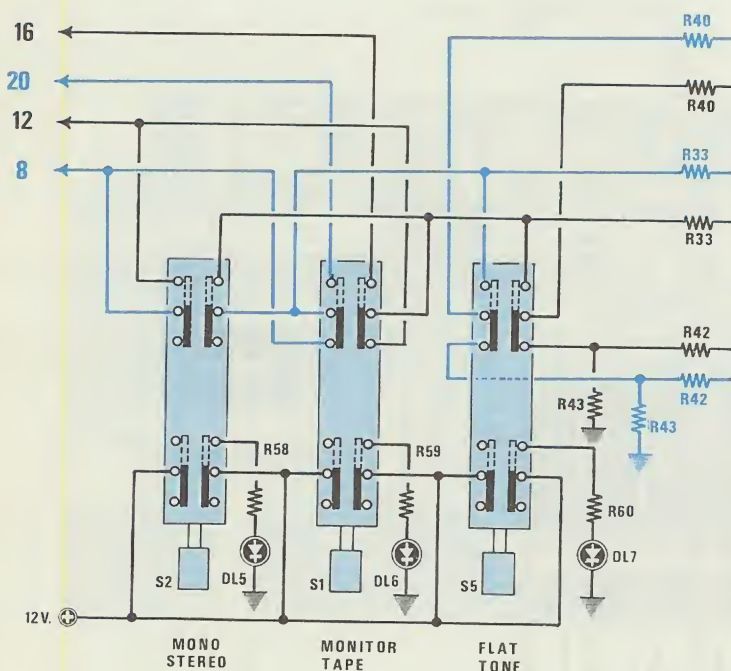 16
R40
20
R40
12
R33
8
R33
R42
R43
R42
R43
R58
R59
R60
S2
DL5
S1
DL6
S5
DL7
12V.
MONO
STEREO
MONITOR
TAPE
FLAT
TONE